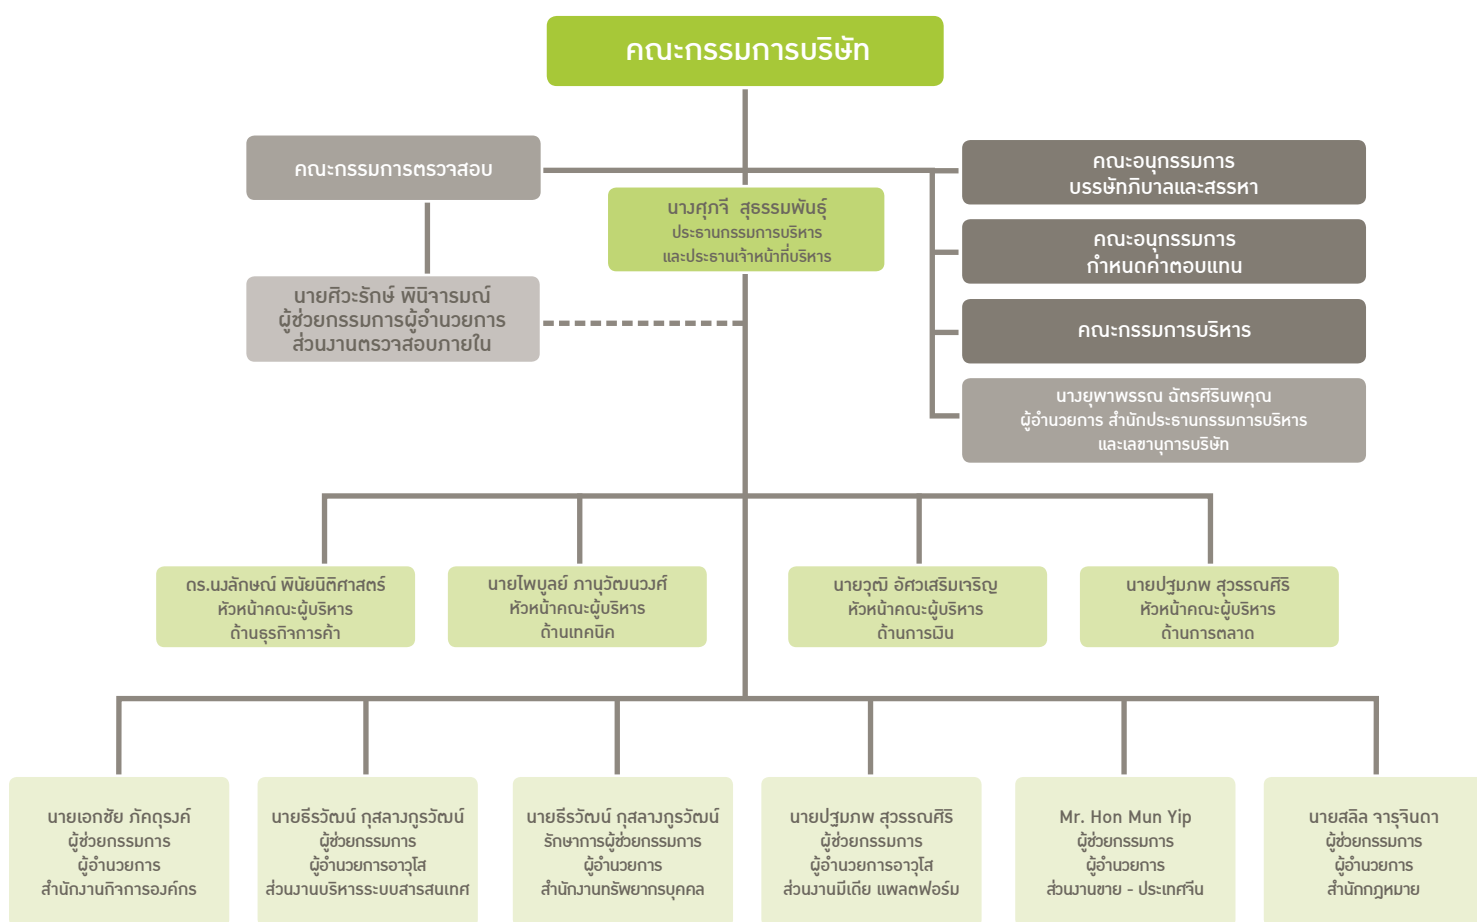 คณะกรรมการบริษัท
คณะกรรมการตรวจสอบ
คณะอนุกรรมการ
บรรษัทภิบาลและสรรหา
นางศุภจี สุธรรมพันธุ์
ประธานกรรมการบริหาร
และประธานเจ้าหน้าที่บริหาร
คณะอนุกรรมการ
กำหนดค่าตอบแทน
นายศิวะรักษ์ พินิจารมณ์
ผู้ช่วยกรรมการผู้อำนวยการ
ส่วนงานตรวจสอบภายใน
คณะกรรมการบริหาร
นางยุพาพรรณ ฉัตรศิรินพคุณ
ผู้อำนวยการ สำนักประธานกรรมการบริหาร
และเลขานุการบริษัท
ดร.นงลักษณ์ พินัยนิติศาสตร์
หัวหน้าคณะผู้บริหาร
ด้านธุรกิจการค้า
นายไพบูลย์ ภานุวัฒนวงศ์
หัวหน้าคณะผู้บริหาร
ด้านเทคนิค
นายวุฒิ อัศวเสริมเจริญ
หัวหน้าคณะผู้บริหาร
ด้านการเงิน
นายปฐมภพ สุวรรณศิริ
หัวหน้าคณะผู้บริหาร
ด้านการตลาด
นายเอกชัย ภัคดุรงค์
ผู้ช่วยกรรมการ
ผู้อำนวยการ
สำนักงานกิจการองค์กร
นายธีรวัฒน์ กุสลางกูรวัฒน์
ผู้ช่วยกรรมการ
ผู้อำนวยการอาวุโส
ส่วนงานบริหารระบบสารสนเทศ
นายธีรวัฒน์ กุสลางกูรวัฒน์
รักษาการผู้ช่วยกรรมการ
ผู้อำนวยการ
สำนักงานทรัพยากรบุคคล
นายปฐมภพ สุวรรณศิริ
ผู้ช่วยกรรมการ
ผู้อำนวยการอาวุโส
ส่วนงานมีเดีย แพลตฟอร์ม
Mr. Hon Mun Yip
ผู้ช่วยกรรมการ
ผู้อำนวยการ
ส่วนงานขาย - ประเทศจีน
นายสลิล จารุจินดา
ผู้ช่วยกรรมการ
ผู้อำนวยการ
สำนักกฎหมาย